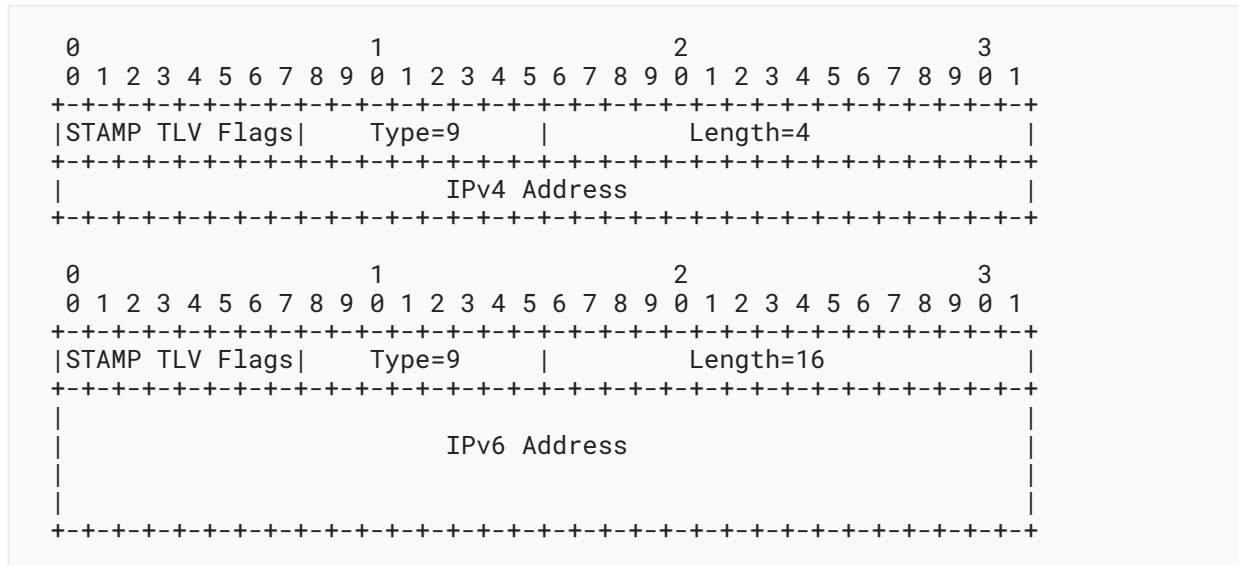 0                   1                   2                   3
 0 1 2 3 4 5 6 7 8 9 0 1 2 3 4 5 6 7 8 9 0 1 2 3 4 5 6 7 8 9 0 1
+-+-+-+-+-+-+-+-+-+-+-+-+-+-+-+-+-+-+-+-+-+-+-+-+-+-+-+-+-+-+-+-+
|STAMP TLV Flags|    Type=9     |         Length=4              |
+-+-+-+-+-+-+-+-+-+-+-+-+-+-+-+-+-+-+-+-+-+-+-+-+-+-+-+-+-+-+-+-+
|                         IPv4 Address                          |
+-+-+-+-+-+-+-+-+-+-+-+-+-+-+-+-+-+-+-+-+-+-+-+-+-+-+-+-+-+-+-+-+

 0                   1                   2                   3
 0 1 2 3 4 5 6 7 8 9 0 1 2 3 4 5 6 7 8 9 0 1 2 3 4 5 6 7 8 9 0 1
+-+-+-+-+-+-+-+-+-+-+-+-+-+-+-+-+-+-+-+-+-+-+-+-+-+-+-+-+-+-+-+-+
|STAMP TLV Flags|    Type=9     |         Length=16             |
+-+-+-+-+-+-+-+-+-+-+-+-+-+-+-+-+-+-+-+-+-+-+-+-+-+-+-+-+-+-+-+-+
|                                                               |
|                         IPv6 Address                          |
|                                                               |
|                                                               |
+-+-+-+-+-+-+-+-+-+-+-+-+-+-+-+-+-+-+-+-+-+-+-+-+-+-+-+-+-+-+-+-+